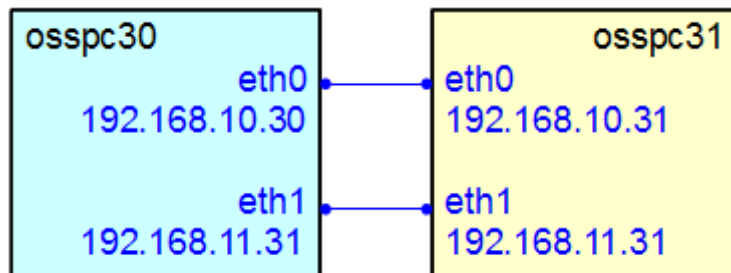 osspc30
eth0
192.168.10.30
eth1
192.168.11.31
osspc31
eth0
192.168.10.31
eth1
192.168.11.31